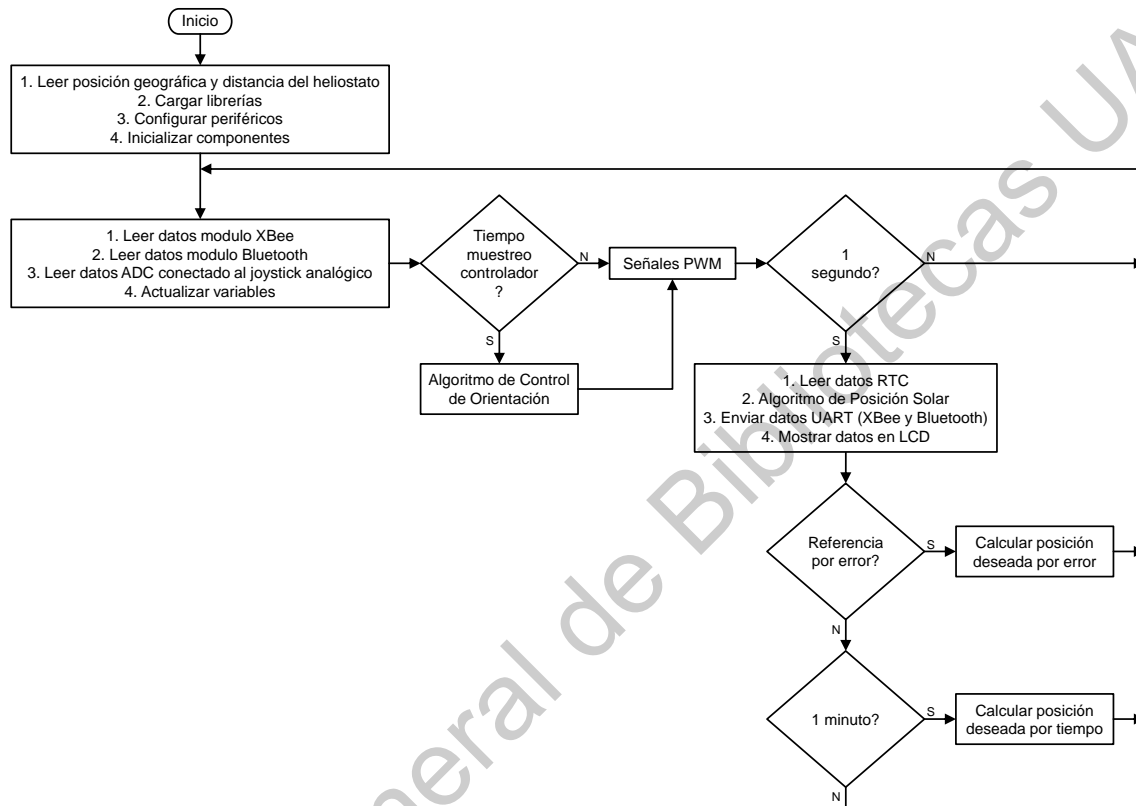 Inicio
1. Leer posición geográfica y distancia del heliostato
2. Cargar librerías
3. Configurar periféricos
4. Inicializar componentes
1. Leer datos modulo XBee
2. Leer datos modulo Bluetooth
3. Leer datos ADC conectado al joystick analógico
4. Actualizar variables
Tiempo
muestreo
controlador
?
N
S
Algoritmo de Control
de Orientación
Señales PWM
1
segundo?
N
S
1. Leer datos RTC
2. Algoritmo de Posición Solar
3. Enviar datos UART (XBee y Bluetooth)
4. Mostrar datos en LCD
Referencia
por error?
S
Calcular posición
deseada por error
N
1 minuto?
S
Calcular posición
deseada por tiempo
N
neral de Bibliotecas UA